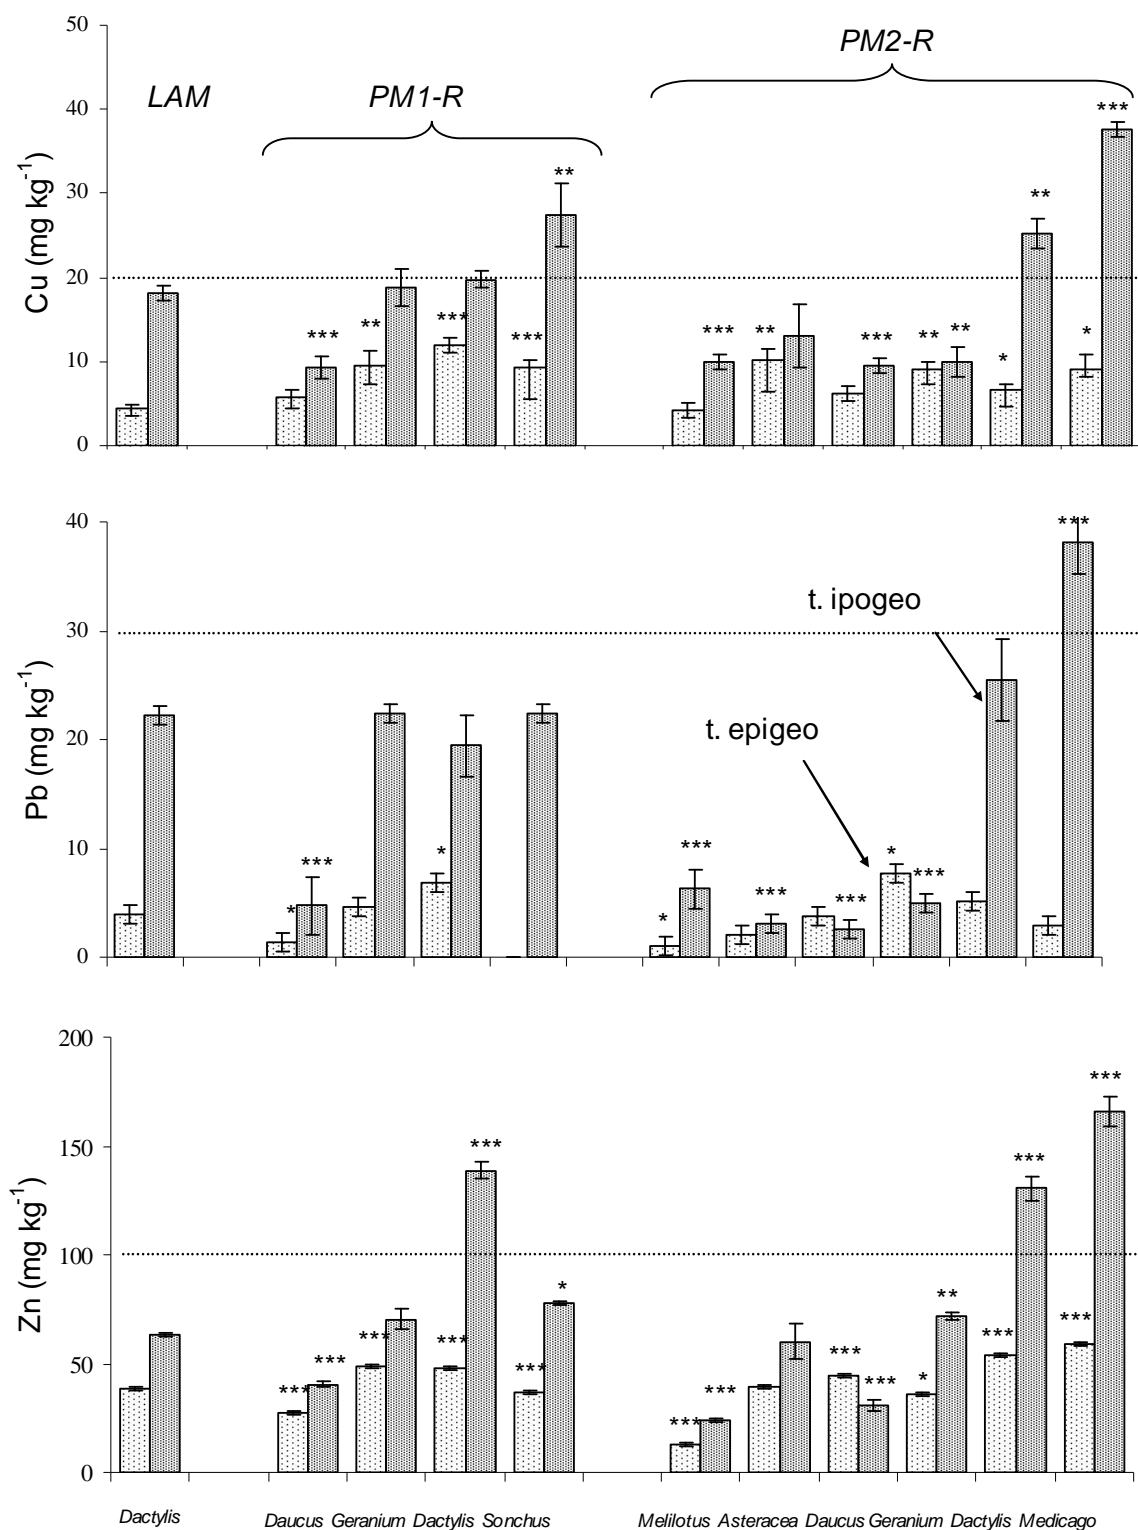 50
40
30
20
10
0
Cu (mg kg-1)
LAM
PM1-R
PM2-R
*** ** *** *** **
*** ** *** ** ** * ** * ***
40
30
20
10
0
Pb (mg kg-1)
t. ipogeo
t. epigeo
* *** *
* *** *** *** * *** ***
200
150
100
50
0
Zn (mg kg-1)
*** *** *** *** *** *** *
*** *** *** *** * ** *** *** *** ***
Dactylis Daucus Geranium Dactylis Sonchus Melilotus Asteracea Daucus Geranium Dactylis Medicago